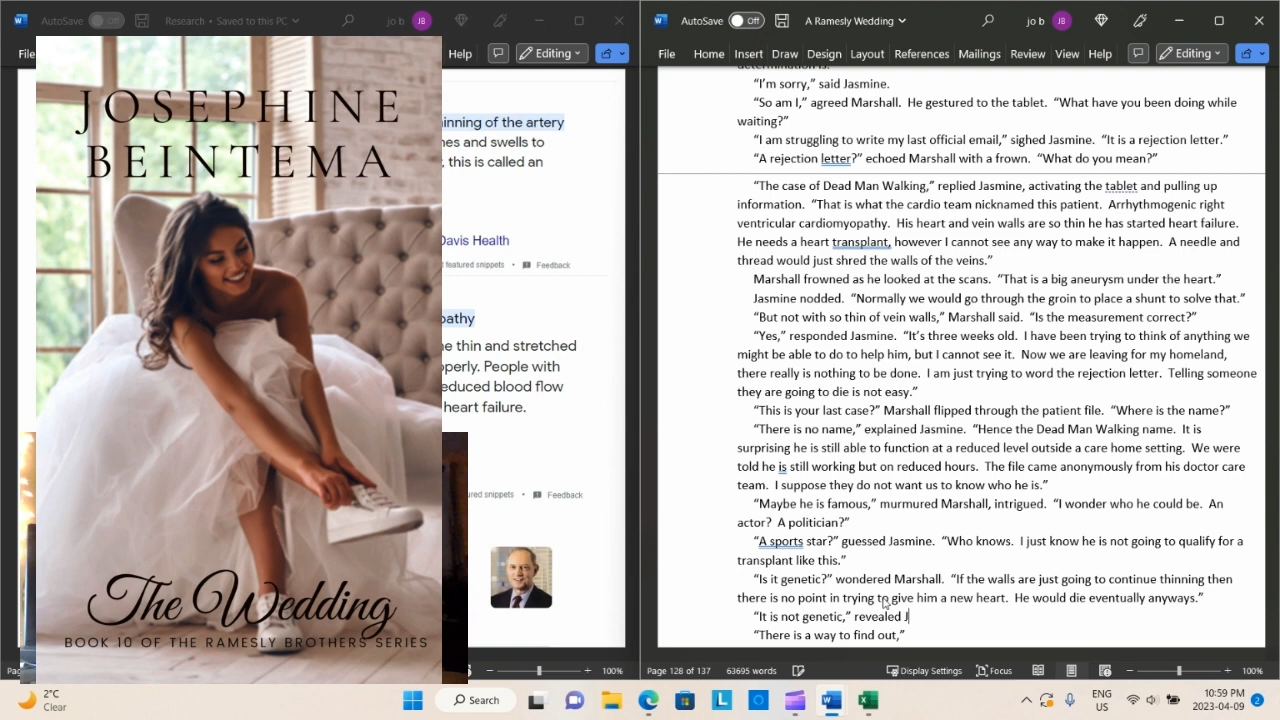 AutoSave Off Research • Saved to this PC jo b JB
Help Editing
JOSEPHINE
BEINTEMA
The Wedding
BOOK 10 OF THE RAMESLY BROTHERS SERIES
inning of the artery
nes and swells to
, this is called an
Davis Health
featured snippets • Feedback
pathy
e thin and stretched
operly. People with
educed blood flow
heart failure.
ed snippets • Feedback
100%
AutoSave Off A Ramesly Wedding jo b JB
File Home Insert Draw Design Layout References Mailings Review View Help Editing
determination is.
“I’m sorry,” said Jasmine.
“So am I,” agreed Marshall. He gestured to the tablet. “What have you been doing while
waiting?”
“I am struggling to write my last official email,” sighed Jasmine. “It is a rejection letter.”
“A rejection letter?” echoed Marshall with a frown. “What do you mean?”
“The case of Dead Man Walking,” replied Jasmine, activating the tablet and pulling up
information. “That is what the cardio team nicknamed this patient. Arrhythmogenic right
ventricular cardiomyopathy. His heart and vein walls are so thin he has started heart failure.
He needs a heart transplant, however I cannot see any way to make it happen. A needle and
thread would just shred the walls of the veins.”
Marshall frowned as he looked at the scans. “That is a big aneurysm under the heart.”
Jasmine nodded. “Normally we would go through the groin to place a shunt to solve that.”
“But not with so thin of vein walls,” Marshall said. “Is the measurement correct?”
“Yes,” responded Jasmine. “It’s three weeks old. I have been trying to think of anything we
might be able to do to help him, but I cannot see it. Now we are leaving for my homeland,
there really is nothing to be done. I am just trying to word the rejection letter. Telling someone
they are going to die is not easy.”
“This is your last case?” Marshall flipped through the patient file. “Where is the name?”
“There is no name,” explained Jasmine. “Hence the Dead Man Walking name. It is
surprising he is still able to function at a reduced level outside a care home setting. We were
told he is still working but on reduced hours. The file came anonymously from his doctor care
team. I suppose they do not want us to know who he is.”
“Maybe he is famous,” murmured Marshall, intrigued. “I wonder who he could be. An
actor? A politician?”
“A sports star?” guessed Jasmine. “Who knows. I just know he is not going to qualify for a
transplant like this.”
“Is it genetic?” wondered Marshall. “If the walls are just going to continue thinning then
there is no point in trying to give him a new heart. He would die eventually anyways.”
“It is not genetic,” revealed J
“There is a way to find out,”
Page 128 of 137 63695 words Display Settings Focus 100%
2°C
Clear
Search
ENG
US
10:59 PM
2023-04-09
2